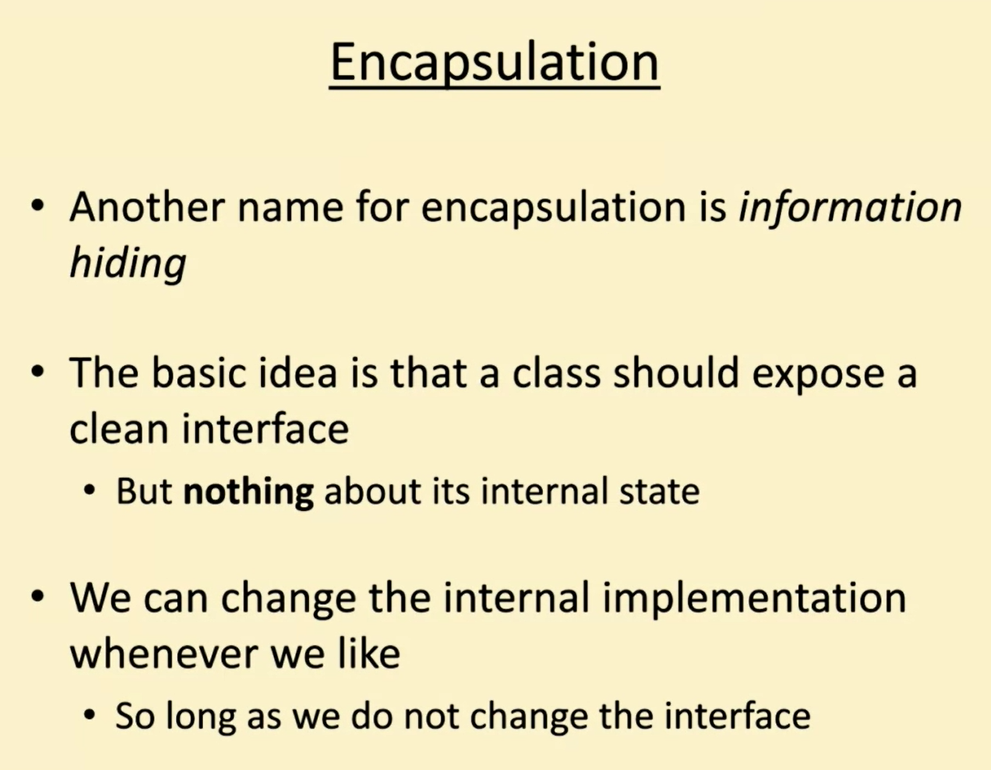 Encapsulation
• Another name for encapsulation is information
hiding
• The basic idea is that a class should expose a
clean interface
• But nothing about its internal state
• We can change the internal implementation
whenever we like
• So long as we do not change the interface